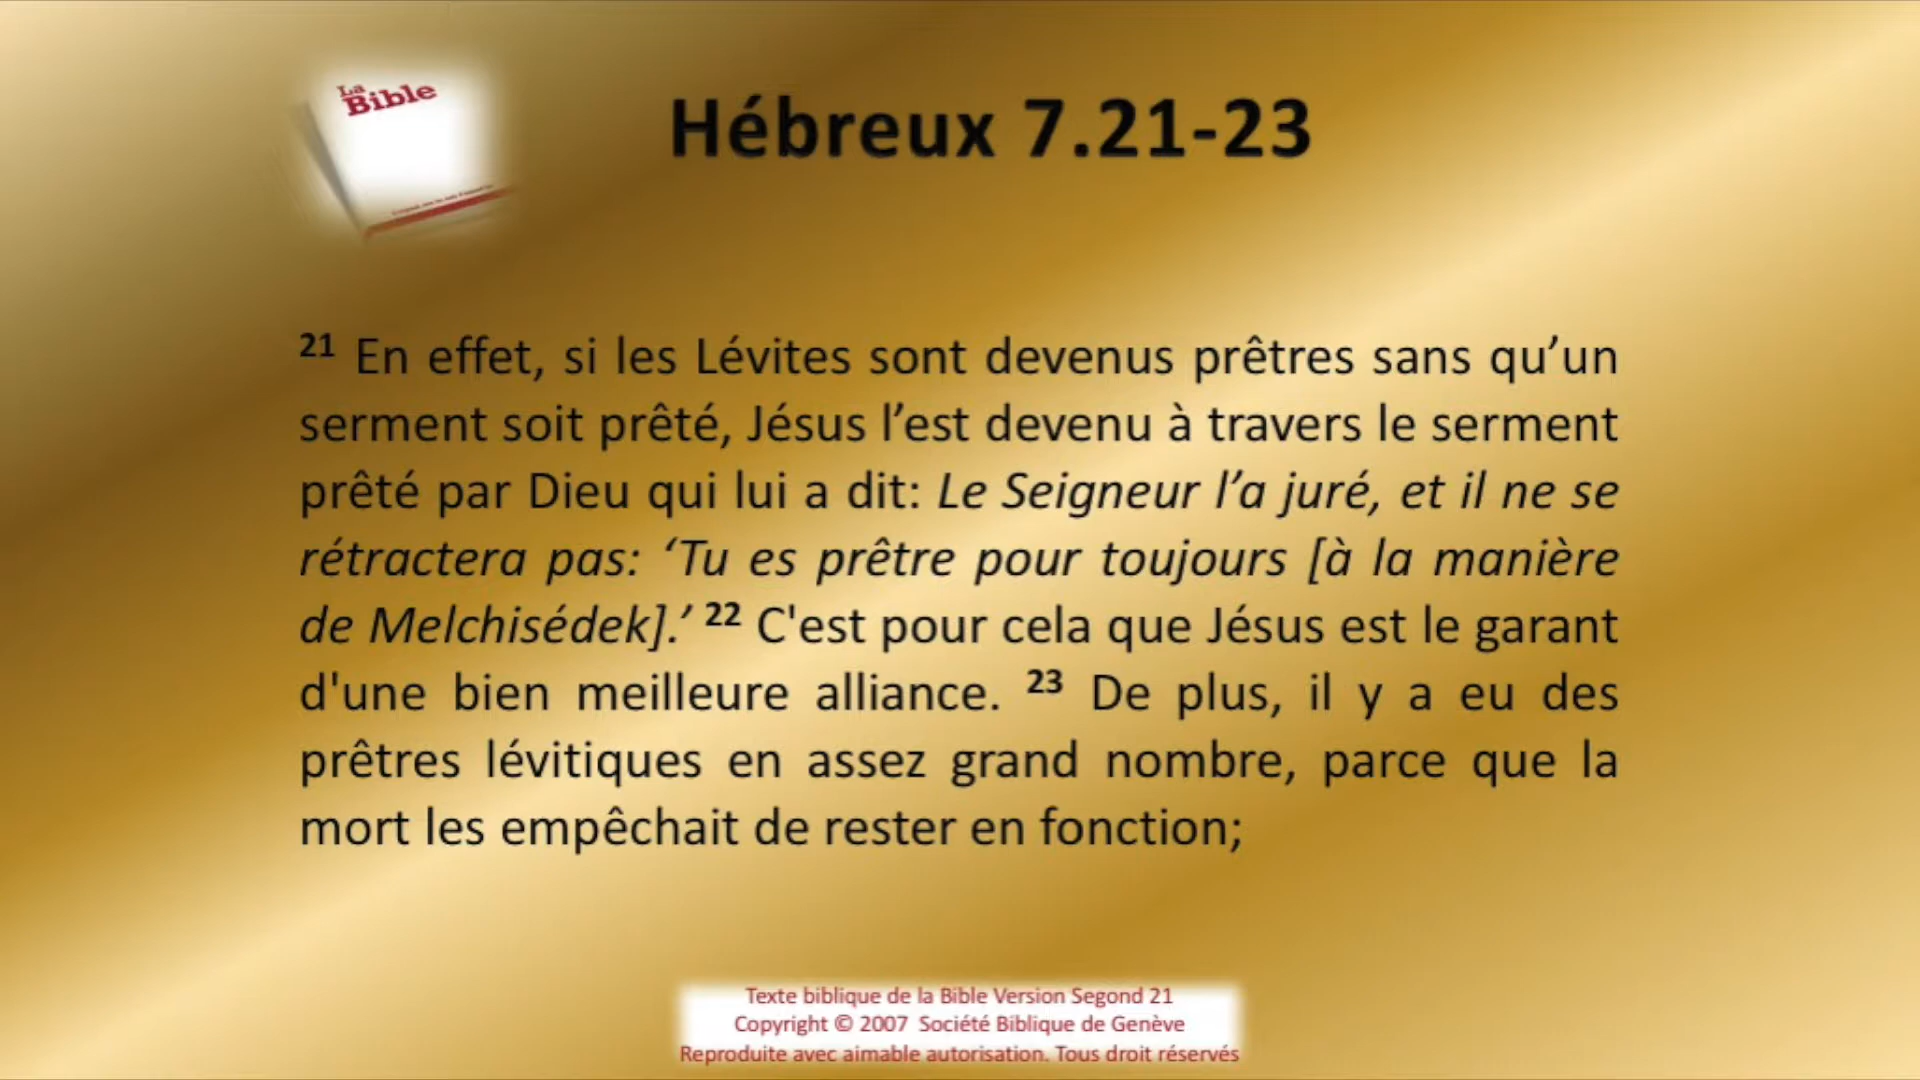 La
Bible
Hébreux 7.21-23
21 En effet, si les Lévites sont devenus prêtres sans qu’un
serment soit prêté, Jésus l’est devenu à travers le serment
prêté par Dieu qui lui a dit: Le Seigneur l’a juré, et il ne se
rétractera pas: ‘Tu es prêtre pour toujours [à la manière
de Melchisédek].’ 22 C'est pour cela que Jésus est le garant
d'une bien meilleure alliance. 23 De plus, il y a eu des
prêtres lévitiques en assez grand nombre, parce que la
mort les empêchait de rester en fonction;
Texte biblique de la Bible Version Segond 21
Copyright © 2007 Société Biblique de Genève
Reproduite avec aimable autorisation. Tous droit réservés